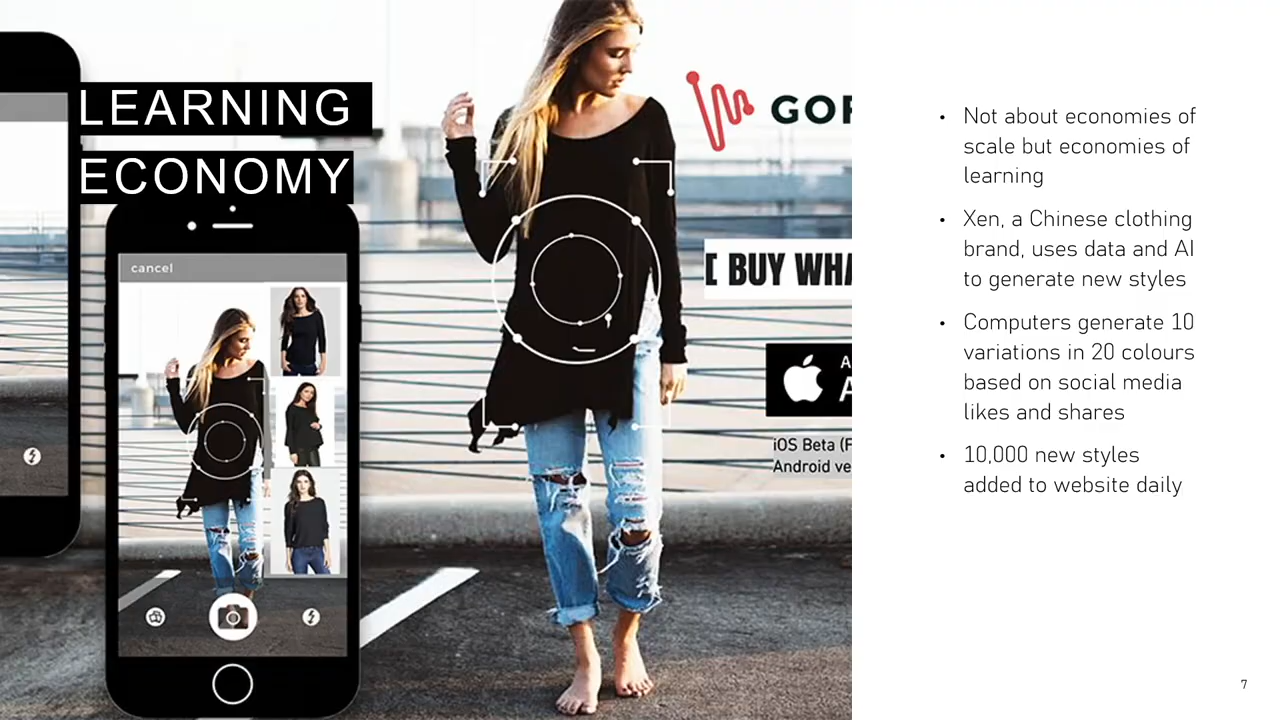 LEARNING
ECONOMY
cancel
GOF
BUY WHA
A
A
iOS Beta (F
Android ve
• Not about economies of
scale but economies of
learning
• Xen, a Chinese clothing
brand, uses data and AI
to generate new styles
• Computers generate 10
variations in 20 colours
based on social media
likes and shares
• 10,000 new styles
added to website daily
7